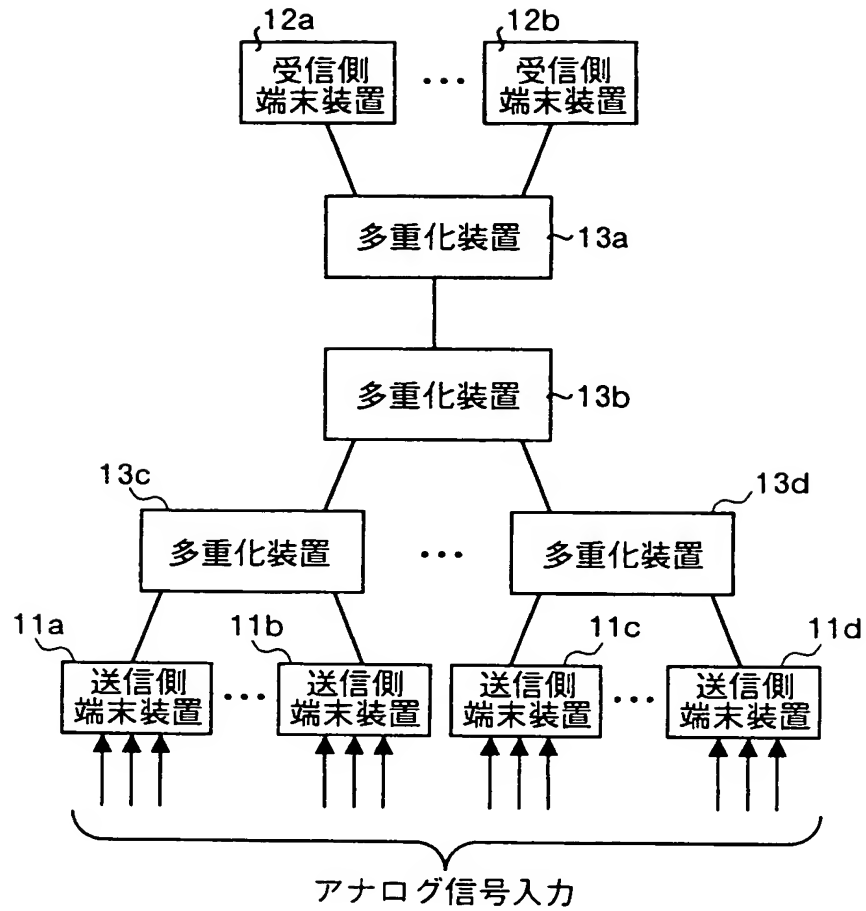 12a 12b
受信側
端末装置
… 受信側
端末装置
多重化装置 13a
多重化装置 13b
13c 13d
多重化装置 … 多重化装置
11a 11b 11c 11d
送信側
端末装置
… 送信側
端末装置
送信側
端末装置
… 送信側
端末装置
アナログ信号入力